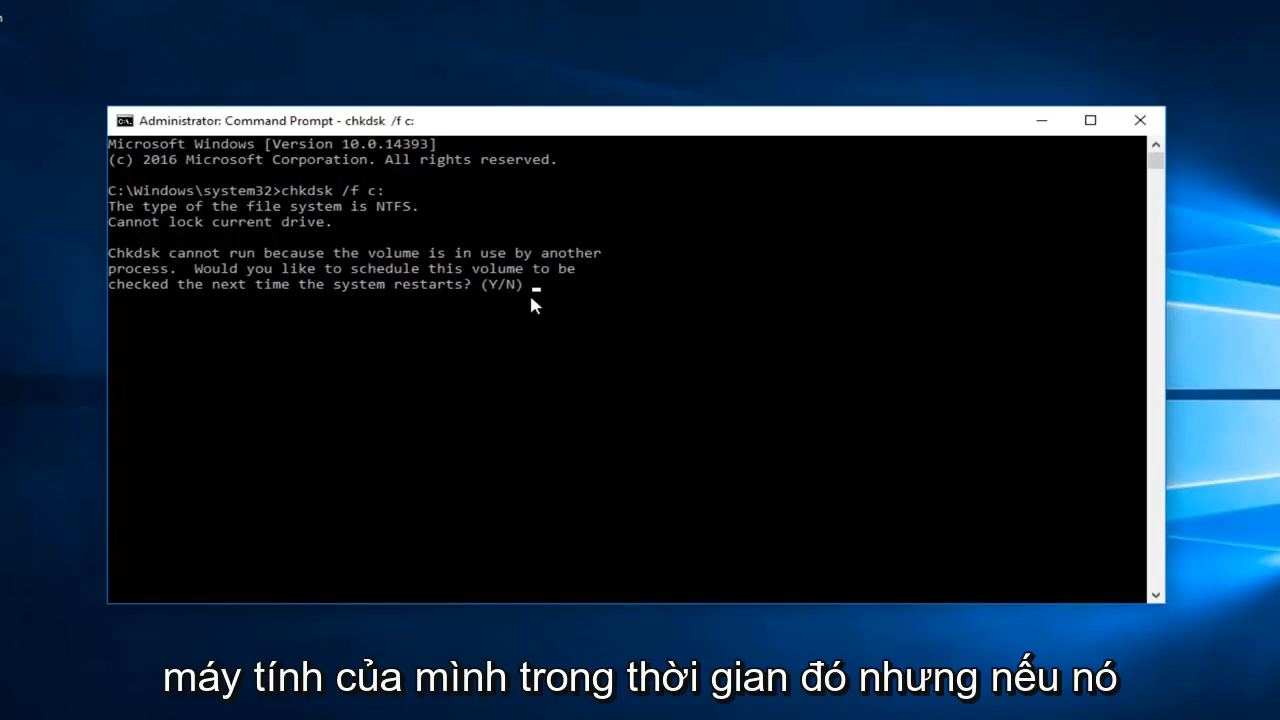 Administrator: Command Prompt - chkdsk /f c:
Microsoft Windows [Version 10.0.14393]
(c) 2016 Microsoft Corporation. All rights reserved.
C:\Windows\system32>chkdsk /f c:
The type of the file system is NTFS.
Cannot lock current drive.
Chkdsk cannot run because the volume is in use by another
process.  Would you like to schedule this volume to be
checked the next time the system restarts? (Y/N)
máy tính của mình trong thời gian đó nhưng nếu nó